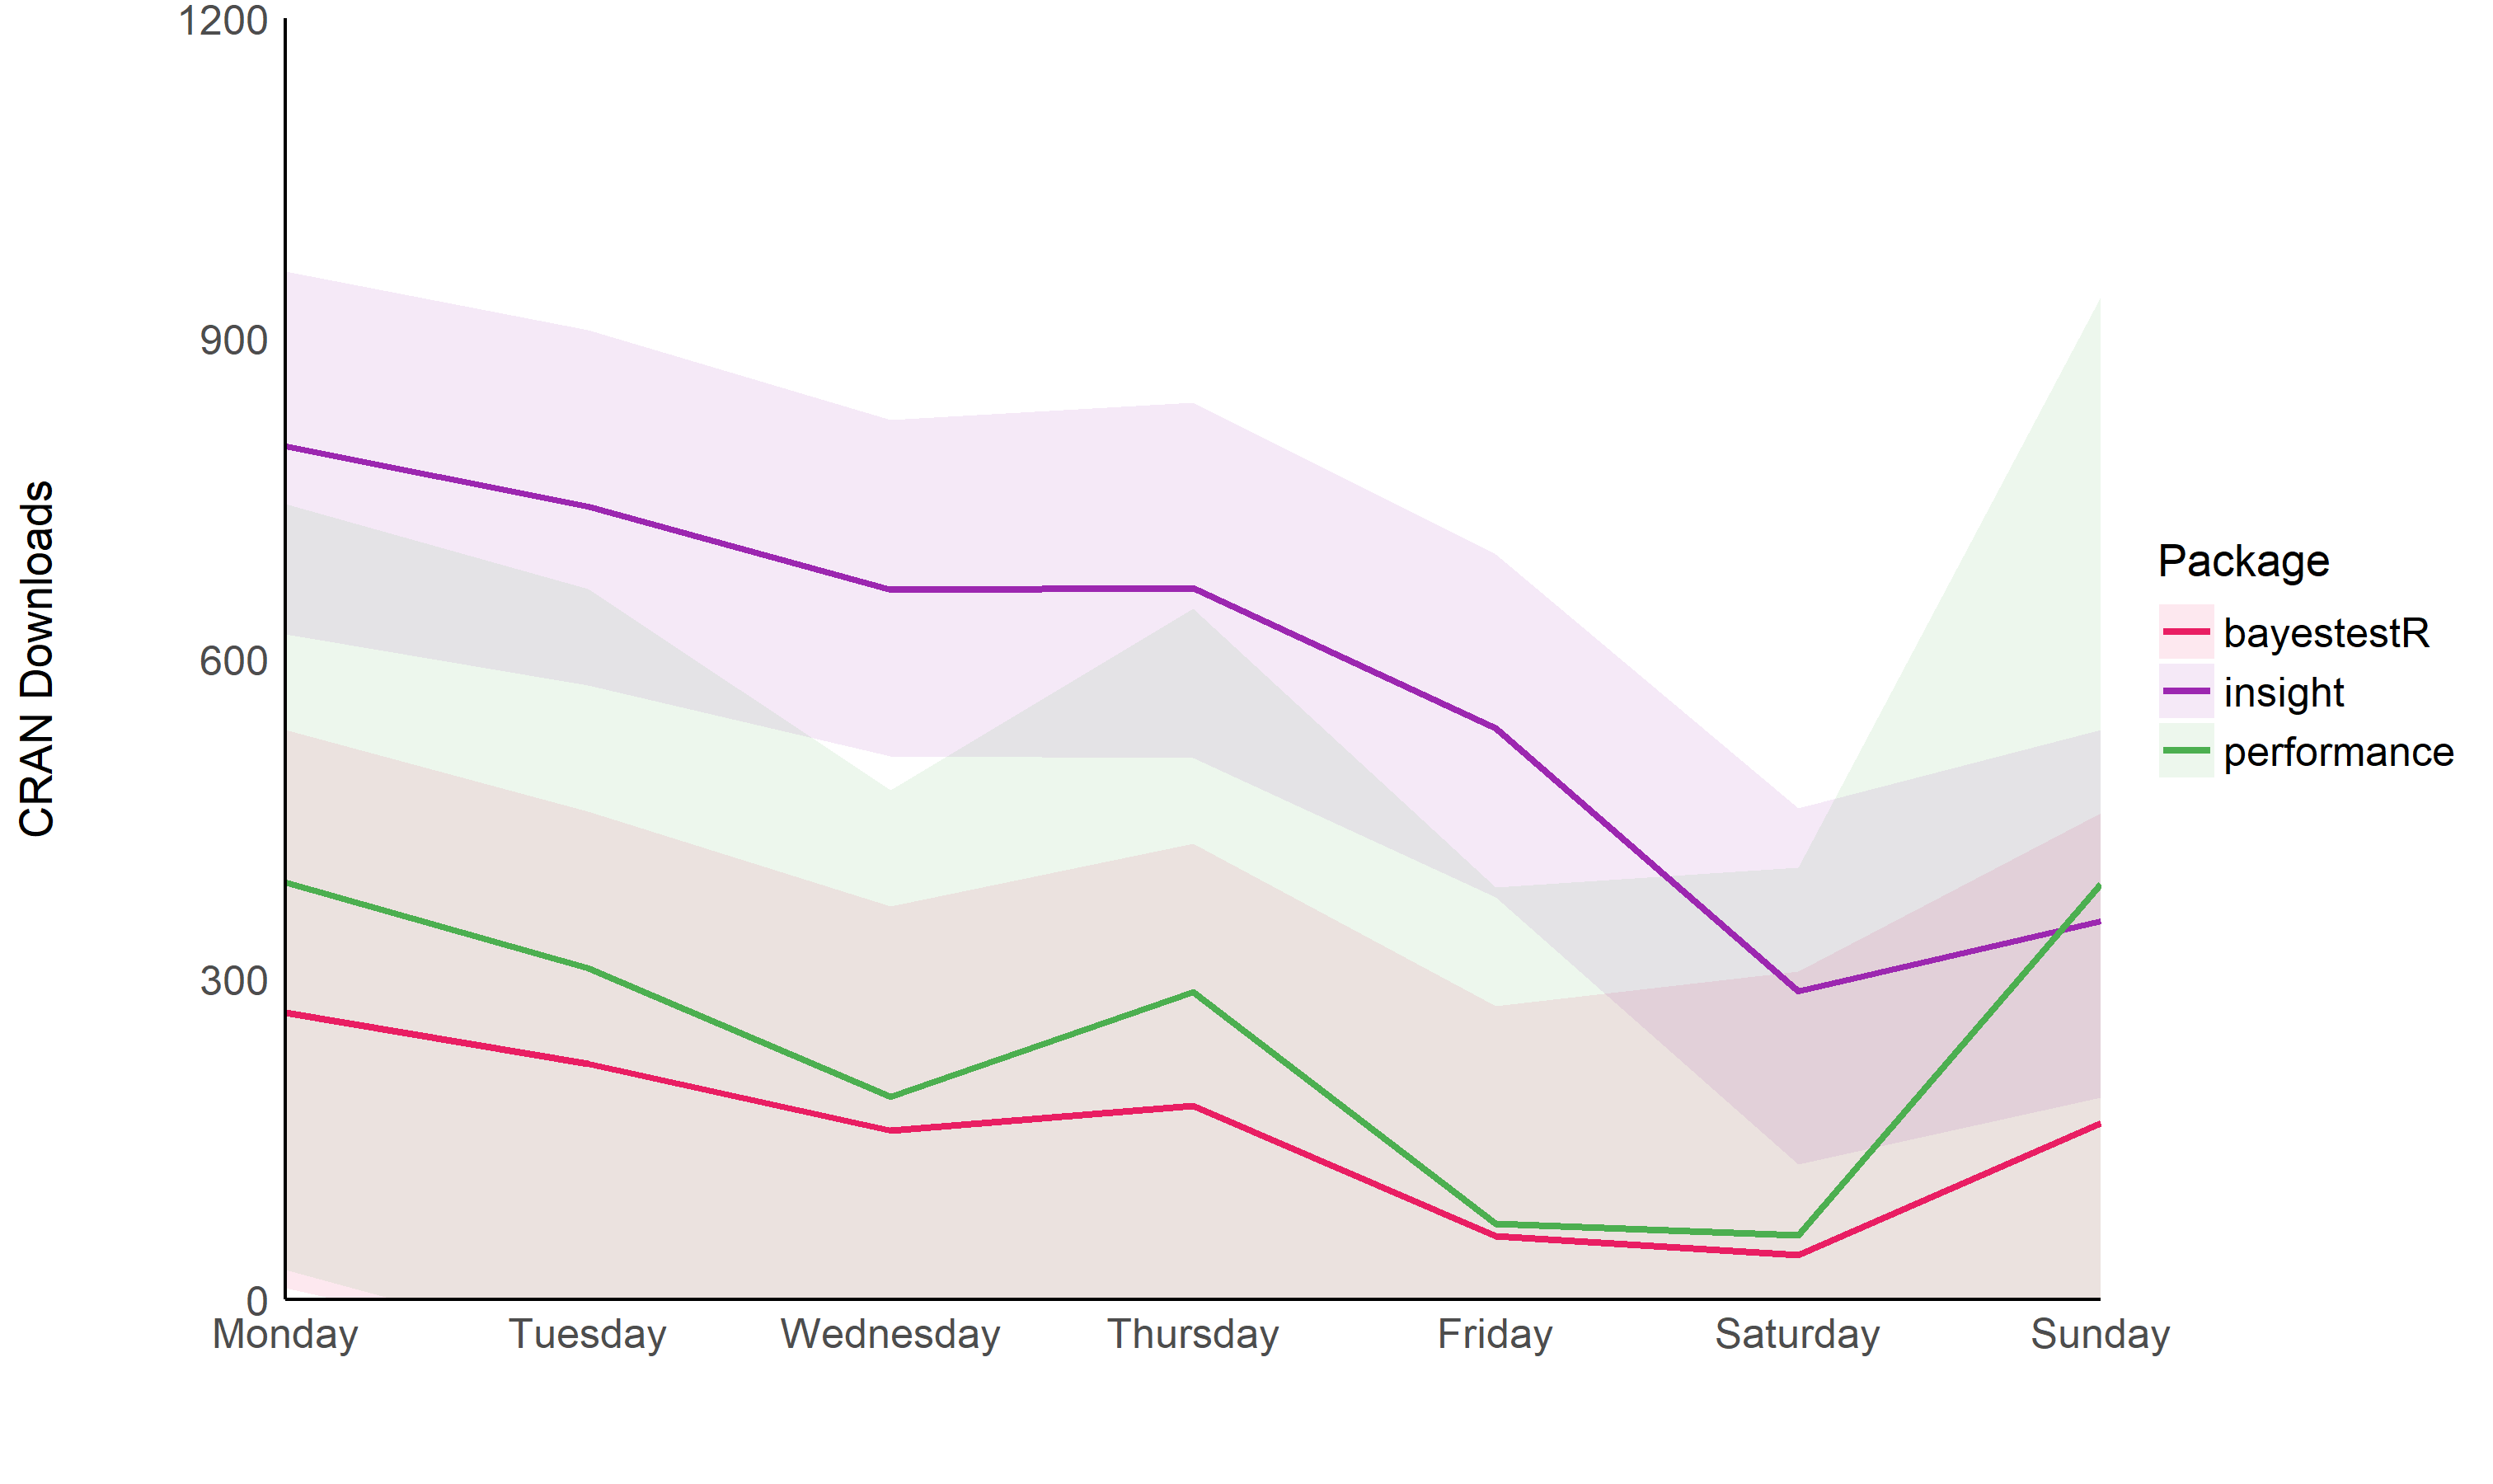 CRAN Downloads
1200
900
600
300
0
Monday Tuesday Wednesday Thursday Friday Saturday Sunday
Package
bayestestR
insight
performance